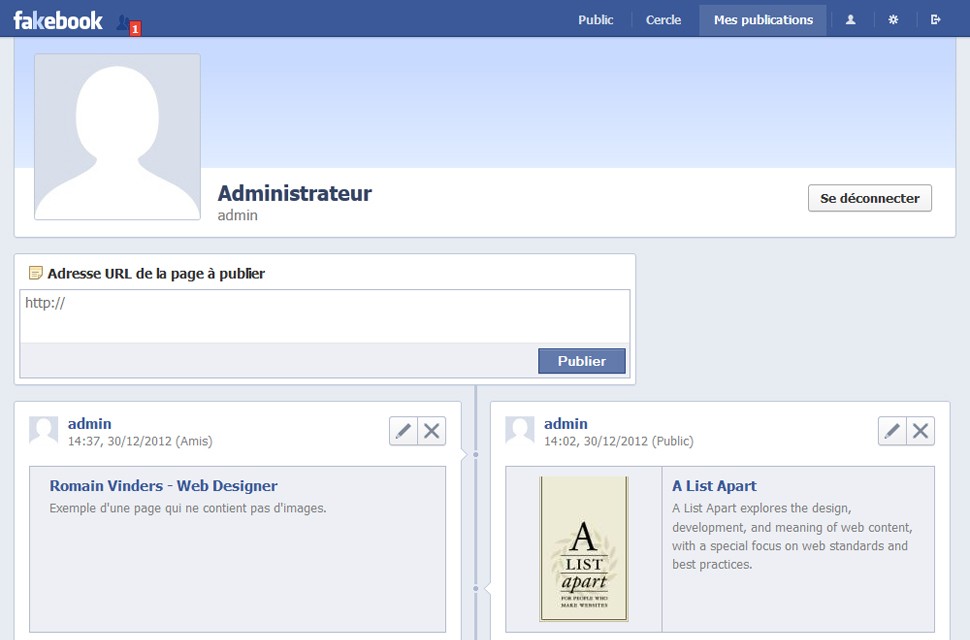 fakebook
1
Public
Cercle
Mes publications
Administrateur
admin
Se déconnecter
Adresse URL de la page à publier
http://
Publier
admin
14:37, 30/12/2012 (Amis)
Romain Vinders - Web Designer
Exemple d'une page qui ne contient pas d'images.
admin
14:02, 30/12/2012 (Public)
A
LIST
apart
FOR PEOPLE WHO
MAKE WEBSITES
A List Apart
A List Apart explores the design,
development, and meaning of web content,
with a special focus on web standards and
best practices.